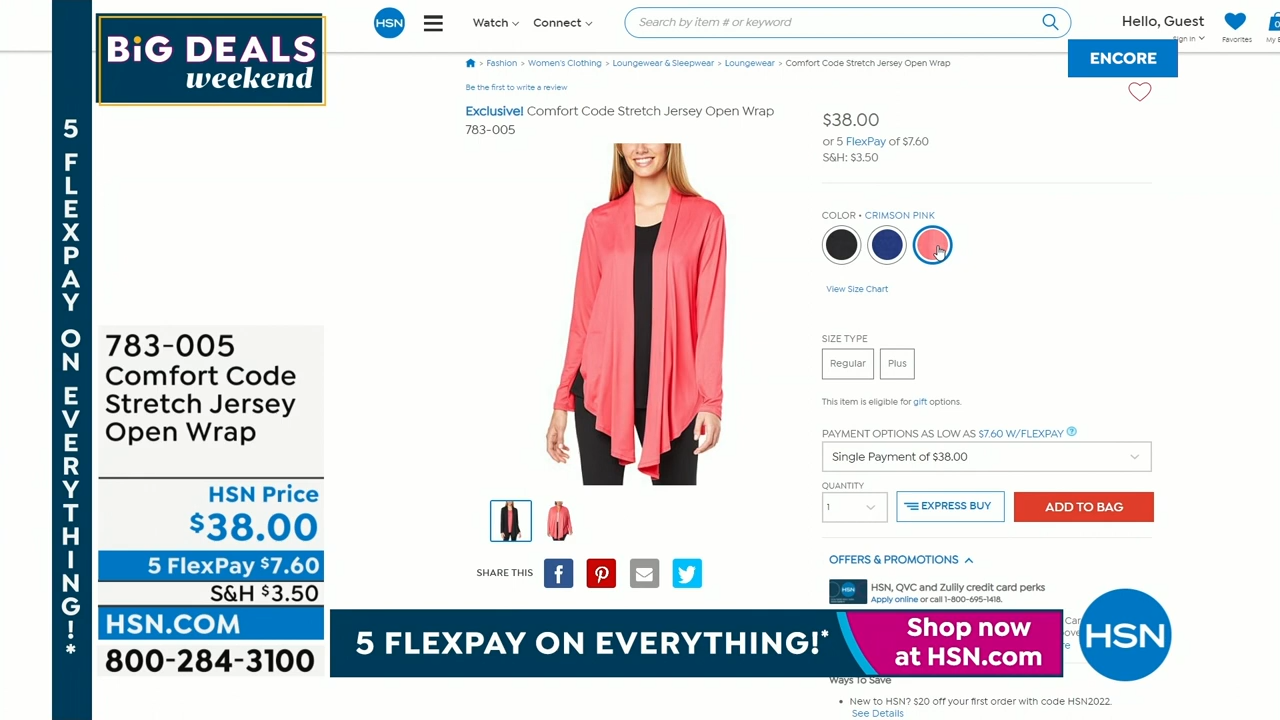 BiG DEALS
weekend
5 FLEXPAY ON EVERYTHING!*
783-005
Comfort Code
Stretch Jersey
Open Wrap
HSN Price
$38.00
5 FlexPay $7.60
S&H $3.50
HSN.COM
800-284-3100
HSN
Watch
Connect
Search by item # or keyword
Hello, Guest
Sign In
Favorites
My B
0
ENCORE
> Fashion > Women's Clothing > Loungewear & Sleepwear > Loungewear > Comfort Code Stretch Jersey Open Wrap
Be the first to write a review
Exclusive! Comfort Code Stretch Jersey Open Wrap
783-005
SHARE THIS
$38.00
or 5 FlexPay of $7.60
S&H: $3.50
COLOR • CRIMSON PINK
View Size Chart
SIZE TYPE
Regular Plus
This item is eligible for gift options.
PAYMENT OPTIONS AS LOW AS $7.60 W/FLEXPAY ?
Single Payment of $38.00
QUANTITY
1
EXPRESS BUY
ADD TO BAG
OFFERS & PROMOTIONS
HSN, QVC and Zulily credit card perks
Apply online or call 1-800-695-1418.
Ways To Save
• New to HSN? $20 off your first order with code HSN2022.
See Details
5 FLEXPAY ON EVERYTHING!*
Shop now
at HSN.com
HSN